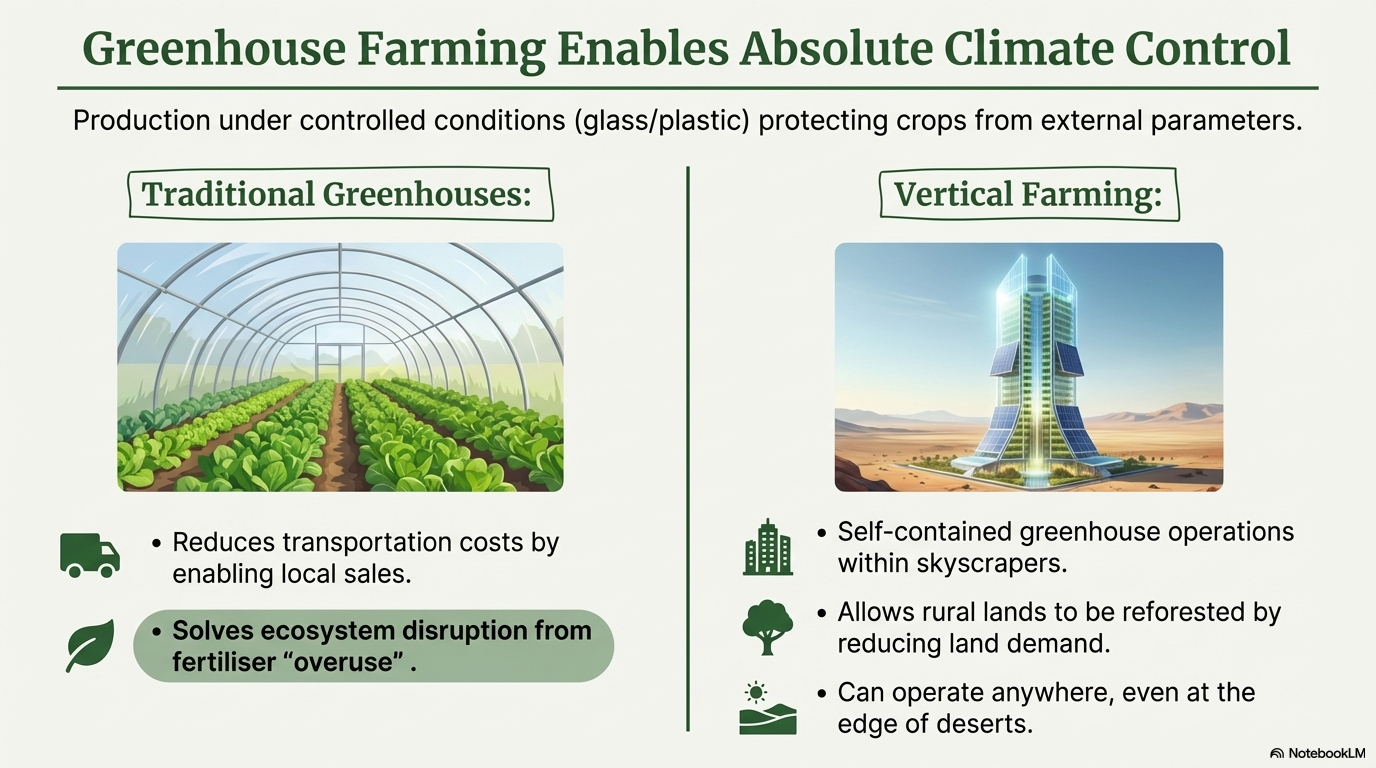 Greenhouse Farming Enables Absolute Climate Control
Production under controlled conditions (glass/plastic) protecting crops from external parameters.
Traditional Greenhouses:
• Reduces transportation costs by
enabling local sales.
• Solves ecosystem disruption from
fertiliser “overuse” .
Vertical Farming:
• Self-contained greenhouse operations
within skyscrapers.
• Allows rural lands to be reforested by
reducing land demand.
• Can operate anywhere, even at the
edge of deserts.
NotebookLM